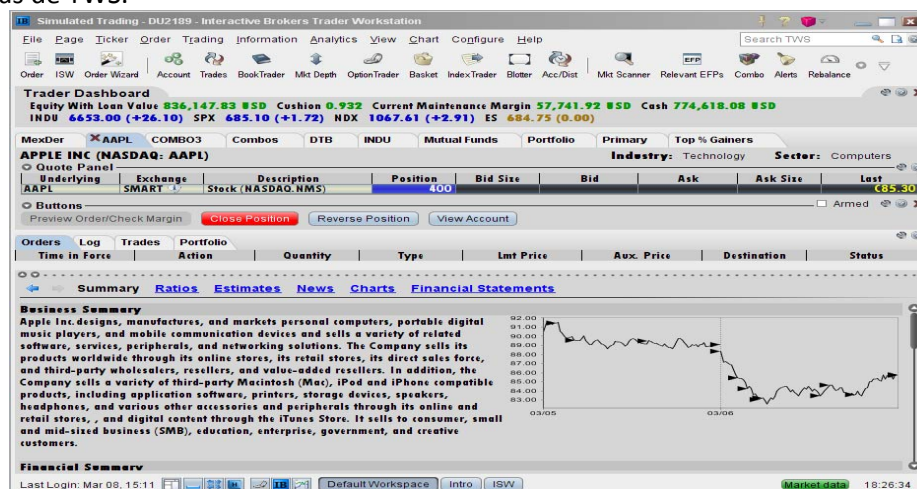 as de TWS.
IB Simulated Trading - DU2189 - Interactive Brokers Trader Workstation
File Page Ticker Order Trading Information Analytics View Chart Configure Help Search TWS
Order ISW Order Wizard Account Trades BookTrader Mkt Depth OptionTrader Basket IndexTrader Blotter Acc/Dist Mkt Scanner EFP Relevant EFPs Combo Alerts Rebalance
Trader Dashboard
Equity With Loan Value 836,147.83 USD Cushion 0.932 Current Maintenance Margin 57,741.92 USD Cash 774,618.08 USD
INDU 6653.00 (+26.10) SPX 685.10 (+1.72) NDX 1067.61 (+2.91) ES 684.75 (0.00)
MexDer AAPL COMBO3 Combos DTB INDU Mutual Funds Portfolio Primary Top % Gainers
APPLE INC (NASDAQ: AAPL) Industry: Technology Sector: Computers
Quote Panel
Underlying Exchange Description Position Bid Size Bid Ask Ask Size Last
AAPL SMART Stock (NASDAQ.NMS) 400 C85.30
Buttons Armed
Preview Order/Check Margin Close Position Reverse Position View Account
Orders Log Trades Portfolio
Time in Force Action Quantity Type Lmt Price Aux. Price Destination Status
Summary Ratios Estimates News Charts Financial Statements
Business Summary
Apple Inc.designs, manufactures, and markets personal computers, portable digital
music players, and mobile communication devices and sells a variety of related
software, services, peripherals, and networking solutions. The Company sells its
products worldwide through its online stores, its retail stores, its direct sales force,
and third-party wholesalers, resellers, and value-added resellers. In addition, the
Company sells a variety of third-party Macintosh (Mac), iPod and iPhone compatible
products, including application software, printers, storage devices, speakers,
headphones, and various other accessories and peripherals through its online and
retail stores, , and digital content through the iTunes Store. It sells to consumer, small
and mid-sized business (SMB), education, enterprise, government, and creative
customers.
92.00
91.00
90.00
89.00
88.00
87.00
86.00
85.00
84.00
83.00
03/05 03/06
Financial Summary
Last Login: Mar 08, 15:11 IB Default Workspace Intro ISW Market data 18:26:34